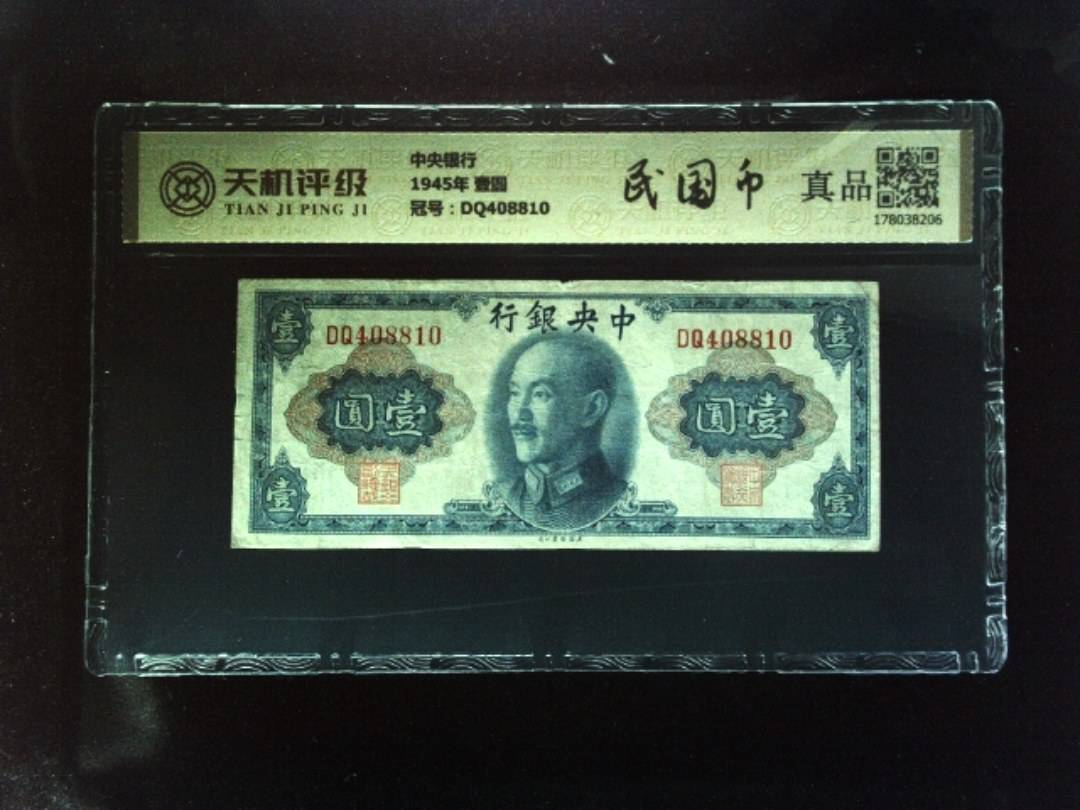 天机评级
TIAN JI PING JI
中央银行
1945年 壹圆
冠号：DQ408810
民国币
真品
178038206
行銀央中
DQ408810
DQ408810
壹
壹
圓壹
圓壹
壹
壹